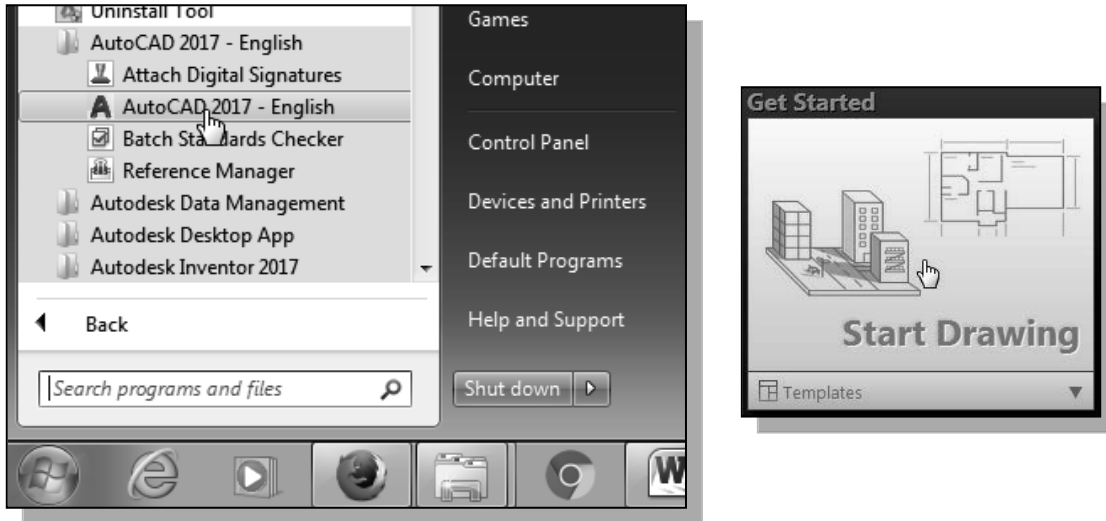 Uninstall Tool
AutoCAD 2017 - English
Attach Digital Signatures
AutoCAD 2017 - English
Batch Standards Checker
Reference Manager
Autodesk Data Management
Autodesk Desktop App
Autodesk Inventor 2017
Back
Search programs and files
Games
Computer
Control Panel
Devices and Printers
Default Programs
Help and Support
Shut down
W
Get Started
Start Drawing
Templates